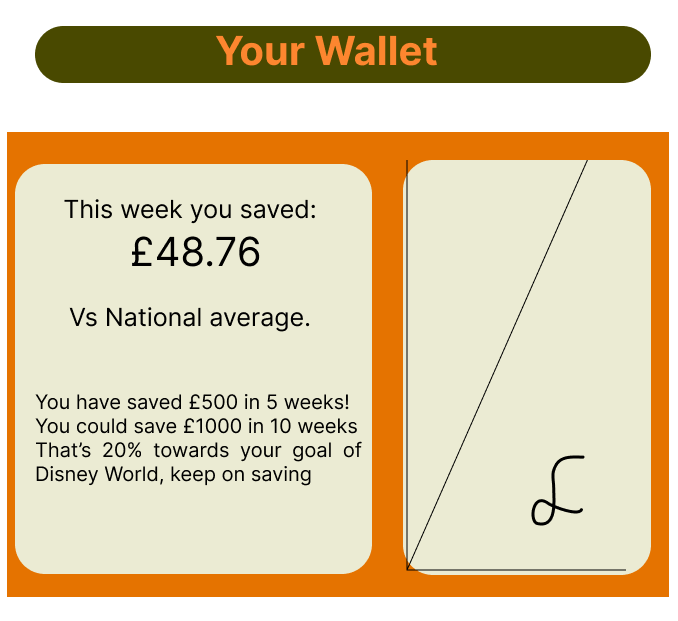 Your Wallet
This week you saved:
£48.76
Vs National average.
You have saved £500 in 5 weeks!
You could save £1000 in 10 weeks
That’s 20% towards your goal of
Disney World, keep on saving
£